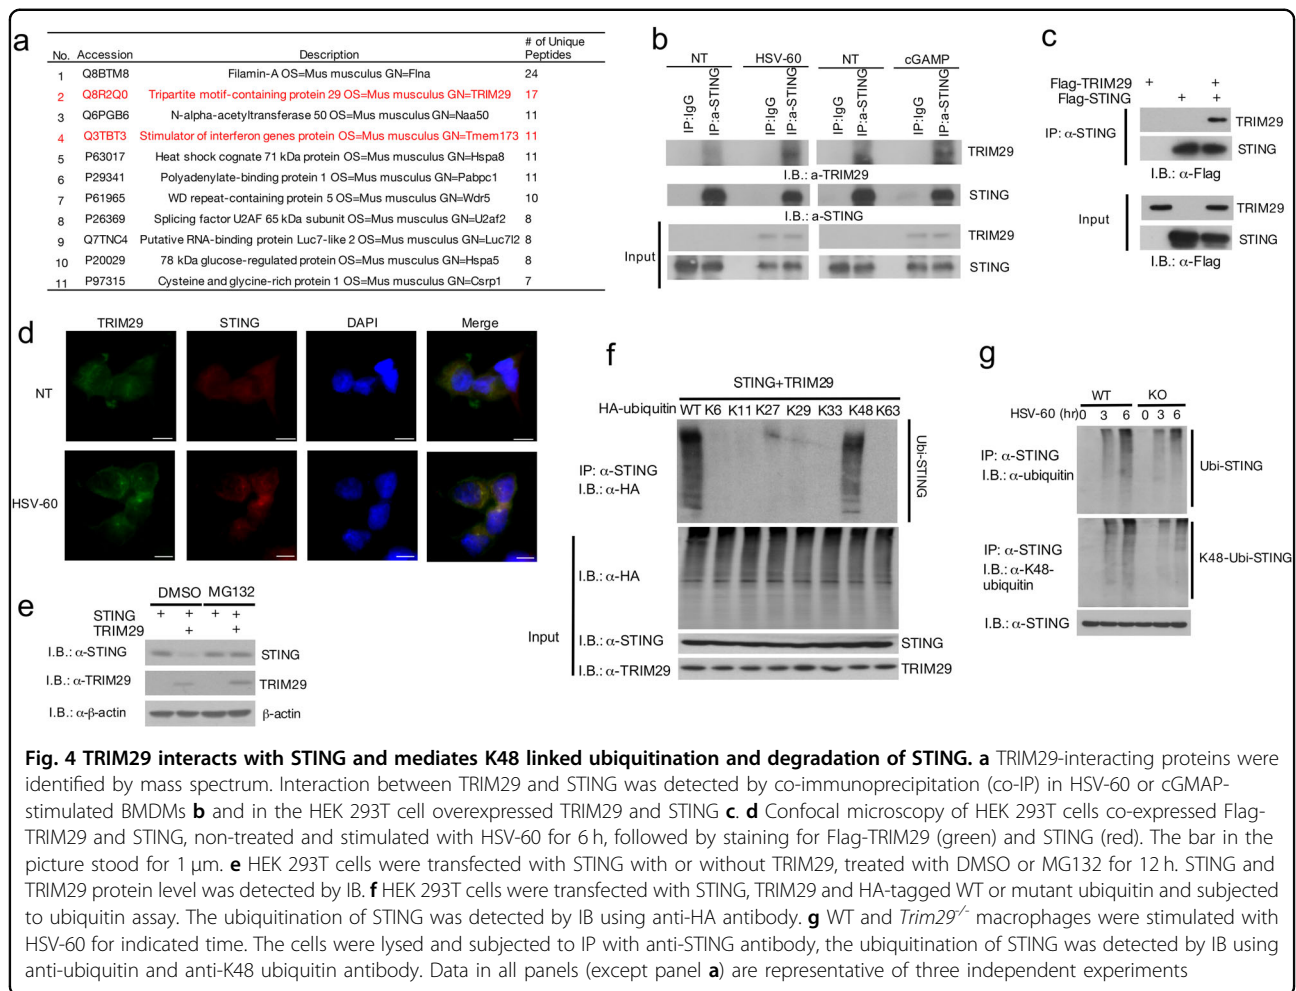 a
No. Accession Description # of Unique Peptides
1 Q8BTM8 Filamin-A OS=Mus musculus GN=Flna 24
2 Q8R2Q0 Tripartite motif-containing protein 29 OS=Mus musculus GN=TRIM29 17
3 Q6PGB6 N-alpha-acetyltransferase 50 OS=Mus musculus GN=Naa50 11
4 Q3TBT3 Stimulator of interferon genes protein OS=Mus musculus GN=Tmem173 11
5 P63017 Heat shock cognate 71 kDa protein OS=Mus musculus GN=Hspa8 11
6 P29341 Polyadenylate-binding protein 1 OS=Mus musculus GN=Pabpc1 11
7 P61965 WD repeat-containing protein 5 OS=Mus musculus GN=Wdr5 10
8 P26369 Splicing factor U2AF 65 kDa subunit OS=Mus musculus GN=U2af2 8
9 Q7TNC4 Putative RNA-binding protein Luc7-like 2 OS=Mus musculus GN=Luc7l2 8
10 P20029 78 kDa glucose-regulated protein OS=Mus musculus GN=Hspa5 8
11 P97315 Cysteine and glycine-rich protein 1 OS=Mus musculus GN=Csrp1 7
b
NT HSV-60 NT cGAMP
IP:IgG IP:a-STING IP:IgG IP:a-STING IP:IgG IP:a-STING IP:IgG IP:a-STING
TRIM29
I.B.: a-TRIM29
STING
I.B.: a-STING
TRIM29
Input
STING
c
Flag-TRIM29 + +
Flag-STING + +
TRIM29
IP: α-STING
STING
I.B.: α-Flag
TRIM29
Input
STING
I.B.: α-Flag
d
TRIM29 STING DAPI Merge
NT
HSV-60
e
DMSO MG132
STING + + + +
TRIM29 + +
I.B.: α-STING STING
I.B.: α-TRIM29 TRIM29
I.B.: α-β-actin β-actin
f
STING+TRIM29
HA-ubiquitin WT K6 K11 K27 K29 K33 K48 K63
IP: α-STING
I.B.: α-HA
Ubi-STING
I.B.: α-HA
Input
I.B.: α-STING STING
I.B.: α-TRIM29 TRIM29
g
WT KO
HSV-60 (hr) 0 3 6 0 3 6
IP: α-STING
I.B.: α-ubiquitin
Ubi-STING
IP: α-STING
I.B.: α-K48-
ubiquitin
K48-Ubi-STING
I.B.: α-STING
Fig. 4 TRIM29 interacts with STING and mediates K48 linked ubiquitination and degradation of STING. a TRIM29-interacting proteins were
identified by mass spectrum. Interaction between TRIM29 and STING was detected by co-immunoprecipitation (co-IP) in HSV-60 or cGMAP-
stimulated BMDMs b and in the HEK 293T cell overexpressed TRIM29 and STING c. d Confocal microscopy of HEK 293T cells co-expressed Flag-
TRIM29 and STING, non-treated and stimulated with HSV-60 for 6 h, followed by staining for Flag-TRIM29 (green) and STING (red). The bar in the
picture stood for 1 μm. e HEK 293T cells were transfected with STING with or without TRIM29, treated with DMSO or MG132 for 12 h. STING and
TRIM29 protein level was detected by IB. f HEK 293T cells were transfected with STING, TRIM29 and HA-tagged WT or mutant ubiquitin and subjected
to ubiquitin assay. The ubiquitination of STING was detected by IB using anti-HA antibody. g WT and Trim29-/- macrophages were stimulated with
HSV-60 for indicated time. The cells were lysed and subjected to IP with anti-STING antibody, the ubiquitination of STING was detected by IB using
anti-ubiquitin and anti-K48 ubiquitin antibody. Data in all panels (except panel a) are representative of three independent experiments